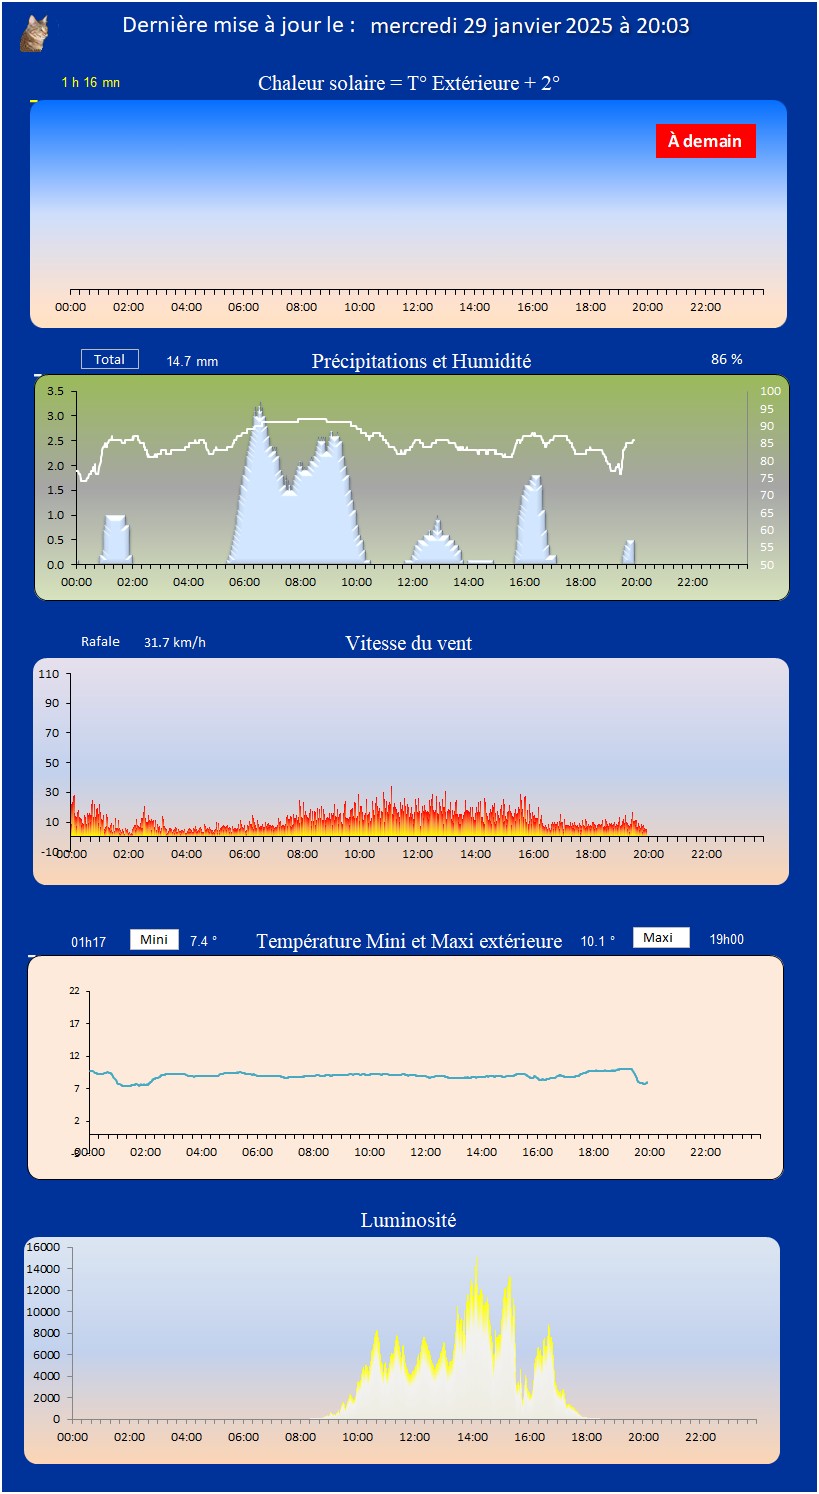 Dernière mise à jour le : mercredi 29 janvier 2025 à 20:03
1 h 16 mn
Chaleur solaire = T° Extérieure + 2°
À demain
00:00 02:00 04:00 06:00 08:00 10:00 12:00 14:00 16:00 18:00 20:00 22:00
Total 14.7 mm Précipitations et Humidité 86 %
3.5 100
3.0 95
90
2.5 85
2.0 80
75
1.5 70
1.0 65
60
0.5 55
0.0 50
00:00 02:00 04:00 06:00 08:00 10:00 12:00 14:00 16:00 18:00 20:00 22:00
Rafale 31.7 km/h Vitesse du vent
110
90
70
50
30
10
-10
00:00 02:00 04:00 06:00 08:00 10:00 12:00 14:00 16:00 18:00 20:00 22:00
01h17 Mini 7.4 ° Température Mini et Maxi extérieure 10.1 ° Maxi 19h00
22
17
12
7
2
00:00 02:00 04:00 06:00 08:00 10:00 12:00 14:00 16:00 18:00 20:00 22:00
Luminosité
16000
14000
12000
10000
8000
6000
4000
2000
0
00:00 02:00 04:00 06:00 08:00 10:00 12:00 14:00 16:00 18:00 20:00 22:00